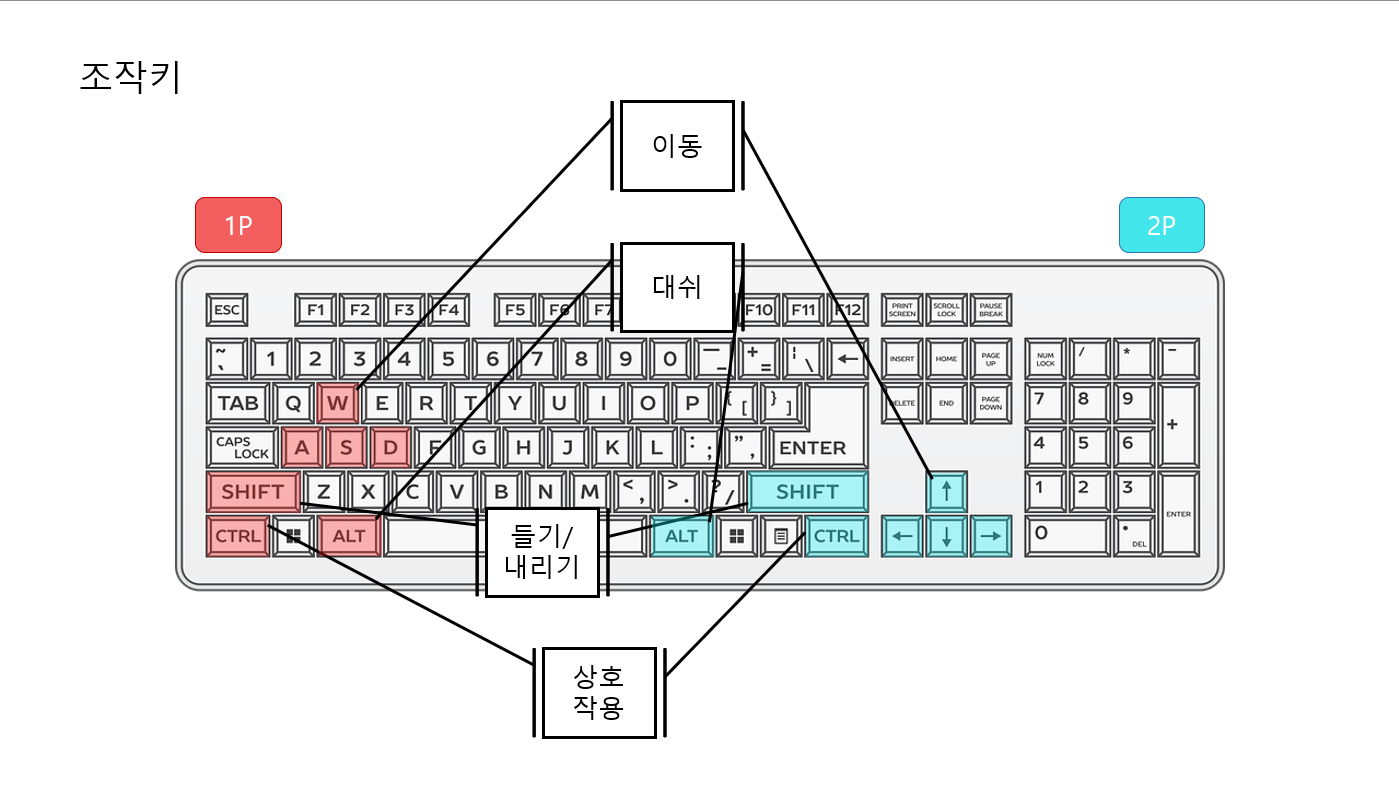 조작키
이동
1P
2P
대쉬
ESC F1 F2 F3 F4 F5 F6 F7 F10 F11 F12 PRINT SCREEN SCROLL LOCK PAUSE BREAK
~ ` 1 2 3 4 5 6 7 8 9 0 — _ + = ¦ \ ← INSERT HOME PAGE UP NUM LOCK / * −
TAB Q W E R T Y U I O P { [ } ] DELETE END PAGE DOWN 7 8 9 +
CAPS LOCK A S D F G H J K L : ; " , ENTER 4 5 6
SHIFT Z X C V B N M < , > . ? / SHIFT ↑ 1 2 3 ENTER
CTRL ALT ALT CTRL ← ↓ → 0 • DEL
들기/
내리기
상호
작용